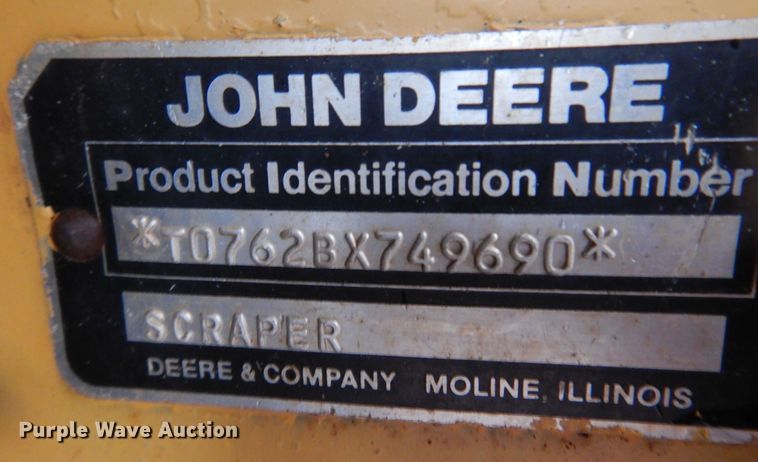 JOHN DEERE
Product Identification Number
*T0762BX749690*
SCRAPER
DEERE & COMPANY MOLINE, ILLINOIS
Purple Wave Auction